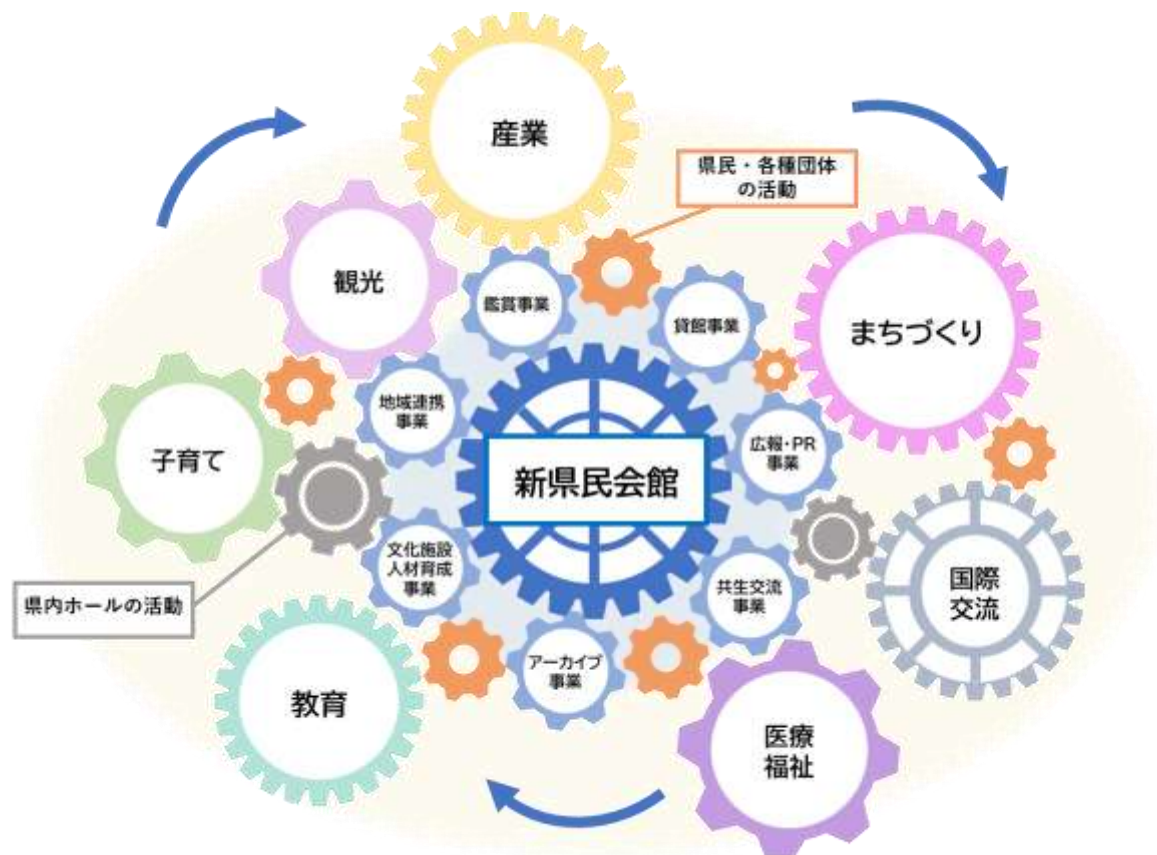 産業
県民・各種団体
の活動
観光
鑑賞事業
貸館事業
まちづくり
地域連携
事業
広報・PR
事業
子育て
新県民会館
文化施設
人材育成
事業
共生交流
事業
国際
交流
県内ホールの活動
アーカイブ
事業
教育
医療
福祉